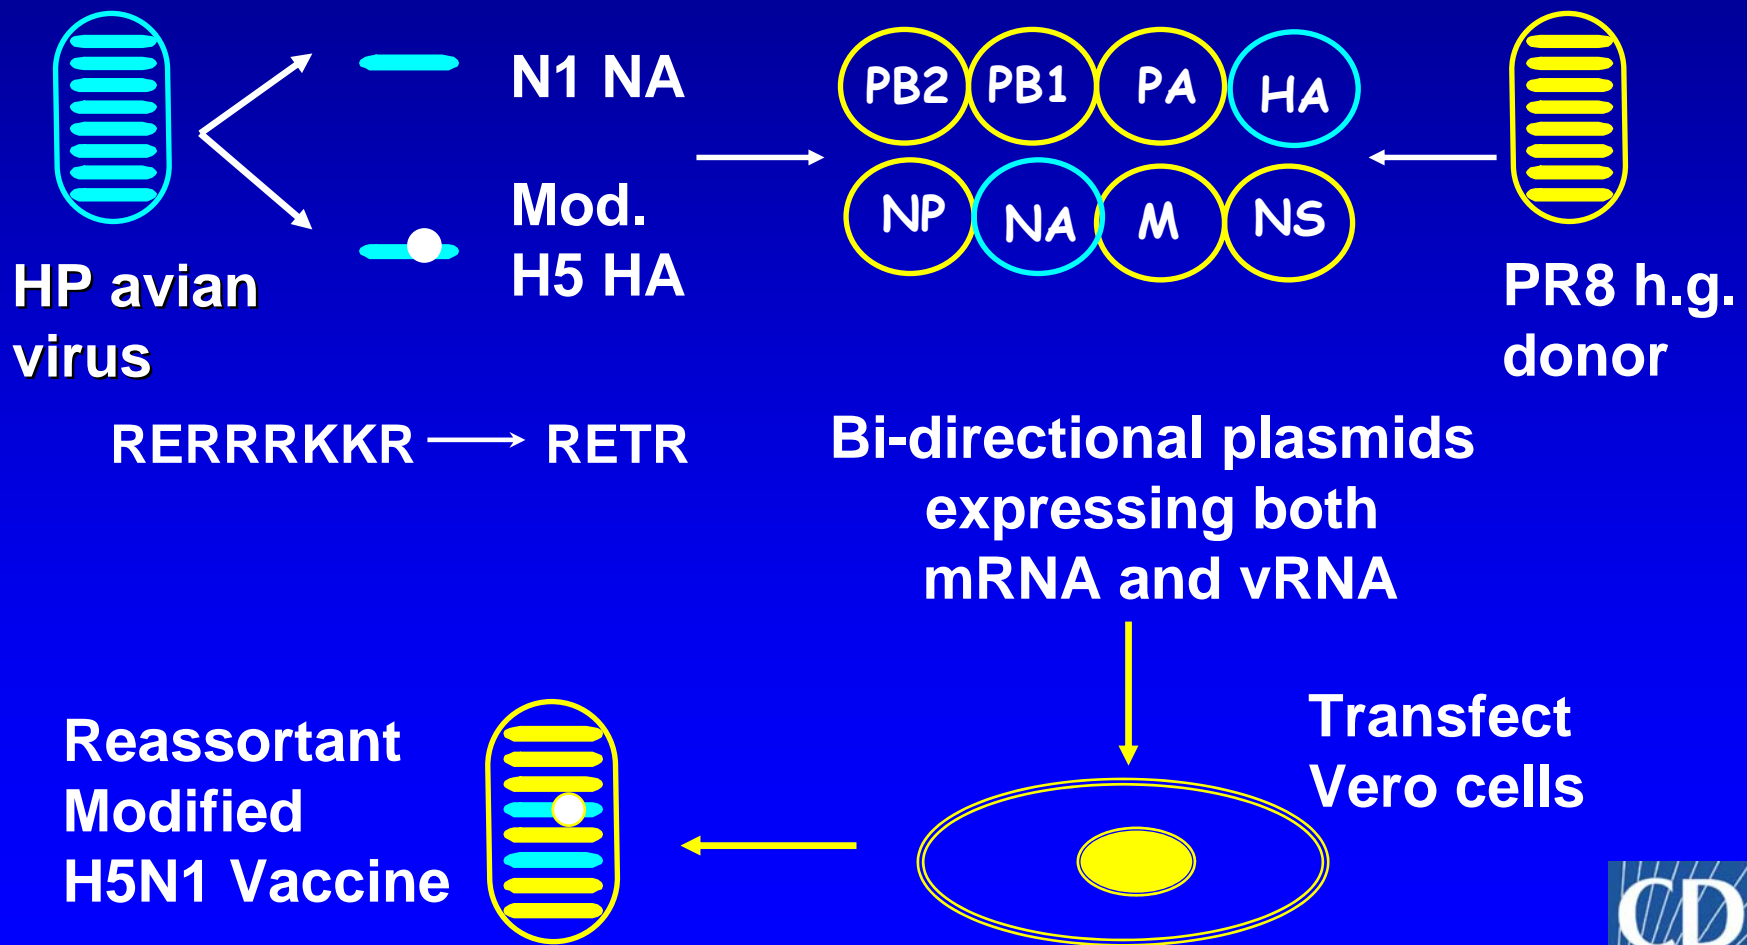 N1 NA
Mod.
H5 HA
HP avian
virus
PB2 PB1 PA HA
NP NA M NS
PR8 h.g.
donor
RERRRKKR → RETR
Bi-directional plasmids
expressing both
mRNA and vRNA
Transfect
Vero cells
Reassortant
Modified
H5N1 Vaccine
CD